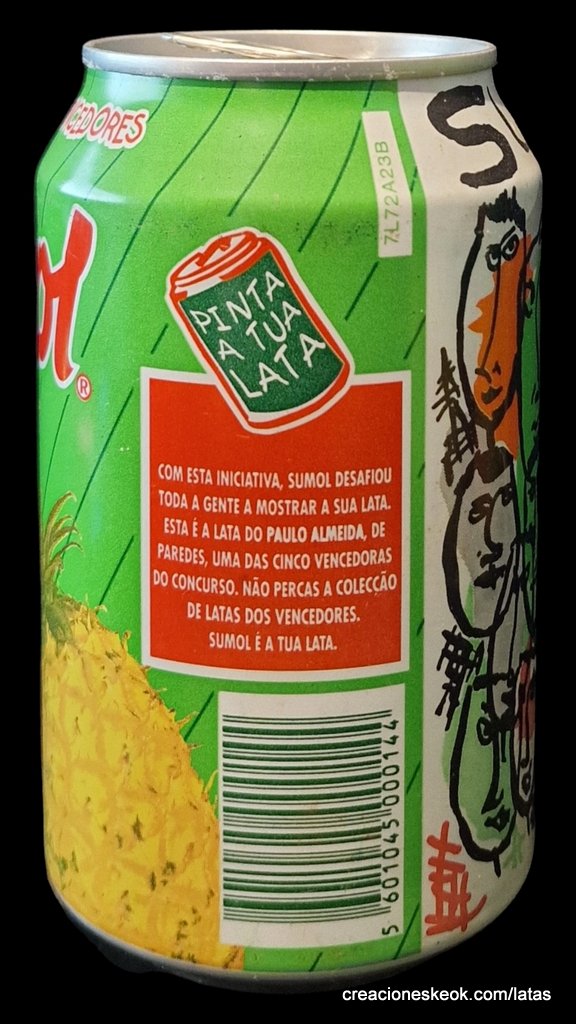 CEDORES
7L72A23B
S
ol®
PINTA
A TUA
LATA
COM ESTA INICIATIVA, SUMOL DESAFIOU
TODA A GENTE A MOSTRAR A SUA LATA.
ESTA É A LATA DO PAULO ALMEIDA, DE
PAREDES, UMA DAS CINCO VENCEDORAS
DO CONCURSO. NÃO PERCAS A COLECÇÃO
DE LATAS DOS VENCEDORES.
SUMOL É A TUA LATA.
5 601045 000144
creacioneskeok.com/latas